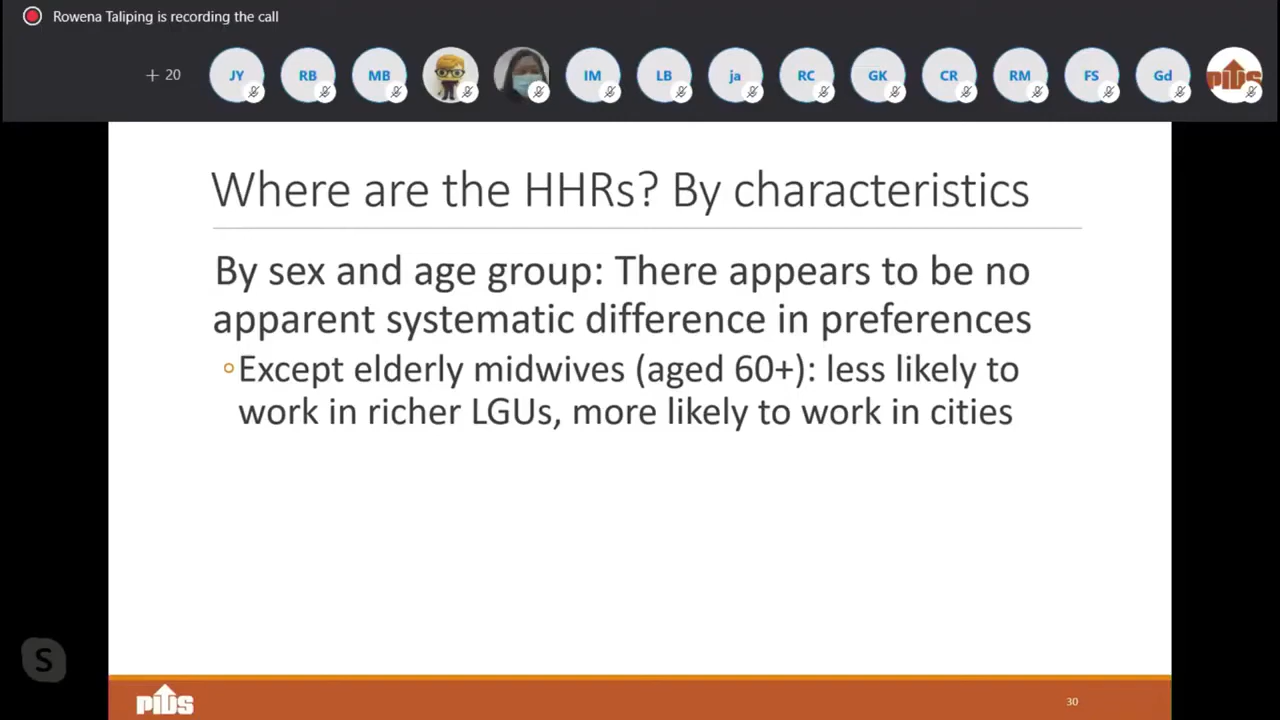 Rowena Taliping is recording the call
+ 20
JY
RB
MB
IM
LB
ja
RC
GK
CR
RM
FS
Gd
PIDS
Where are the HHRs? By characteristics
By sex and age group: There appears to be no
apparent systematic difference in preferences
Except elderly midwives (aged 60+): less likely to
work in richer LGUs, more likely to work in cities
S
PIDS
30